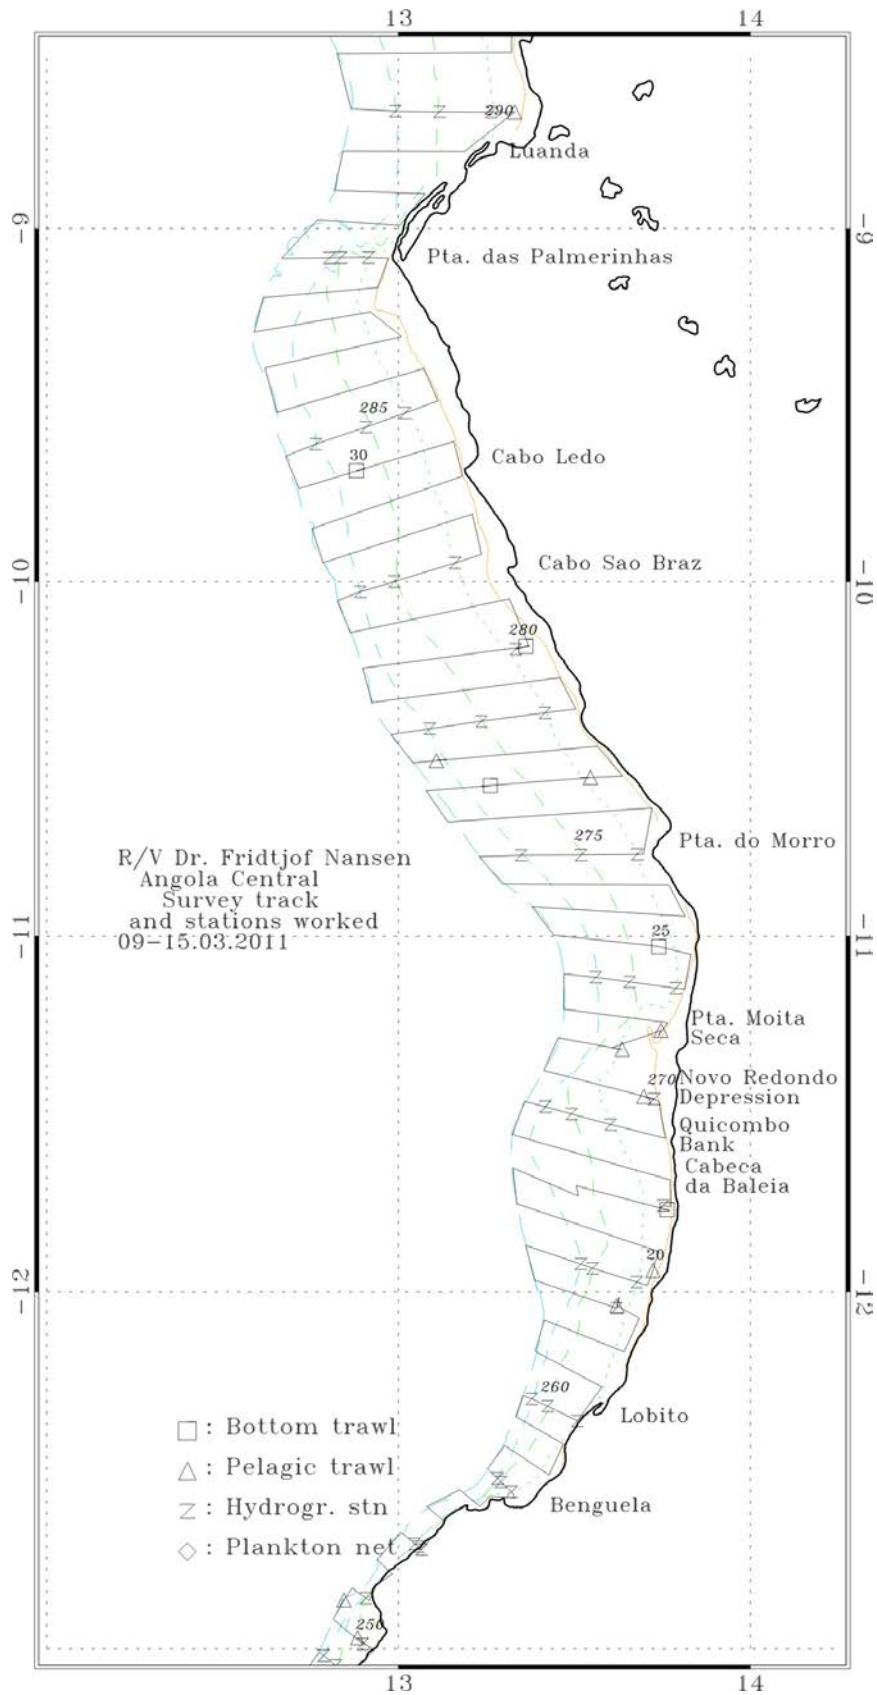 13 14
290
Luanda
-9 -9
Pta. das Palmerinhas
285
30
Cabo Ledo
Cabo Sao Braz
-10 -10
280
275
Pta. do Morro
R/V Dr. Fridtjof Nansen
Angola Central
Survey track
and stations worked
09-15.03.2011
25
-11 -11
Pta. Moita
Seca
270
Novo Redondo
Depression
Quicombo
Bank
Cabeca
da Baleia
20
-12 -12
260
Lobito
□ : Bottom trawl
△ : Pelagic trawl
Z : Hydrogr. stn
◇ : Plankton net
Benguela
250
13 14